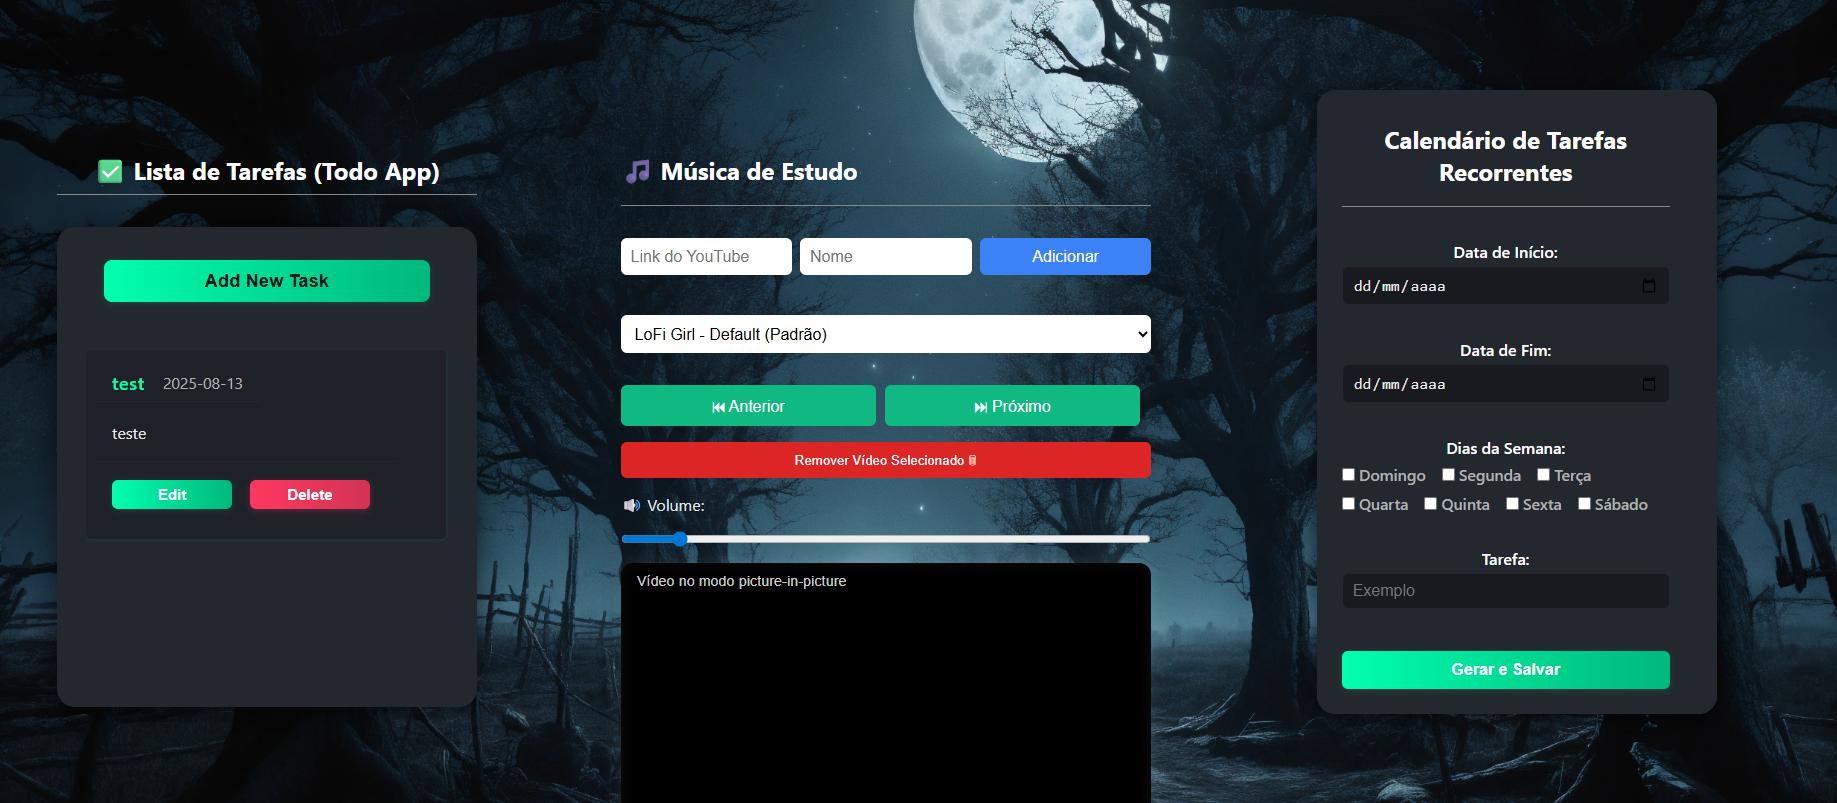 ✅ Lista de Tarefas (Todo App)
Add New Task
test 2025-08-13
teste
Edit Delete
🎵 Música de Estudo
Link do YouTube Nome Adicionar
LoFi Girl - Default (Padrão)
⏮ Anterior ⏭ Próximo
Remover Vídeo Selecionado
🔊 Volume:
Vídeo no modo picture-in-picture
Calendário de Tarefas
Recorrentes
Data de Início:
dd/mm/aaaa
Data de Fim:
dd/mm/aaaa
Dias da Semana:
Domingo Segunda Terça
Quarta Quinta Sexta Sábado
Tarefa:
Exemplo
Gerar e Salvar